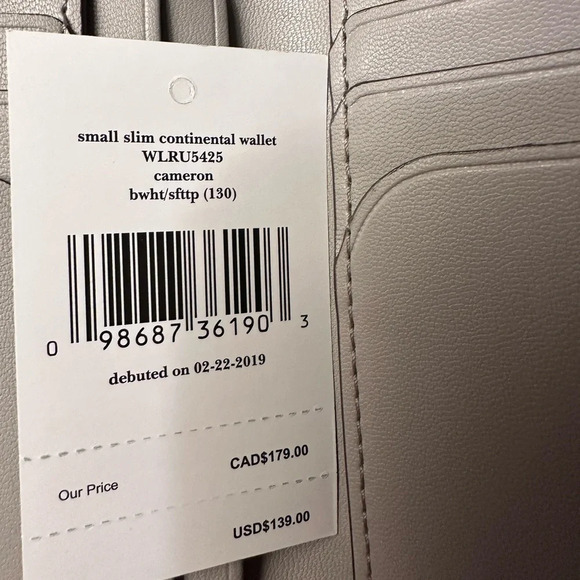 small slim continental wallet
WLRU5425
cameron
bwht/sfttp (130)
0 98687 36190 3
debuted on 02-22-2019
CAD$179.00
Our Price
USD$139.00